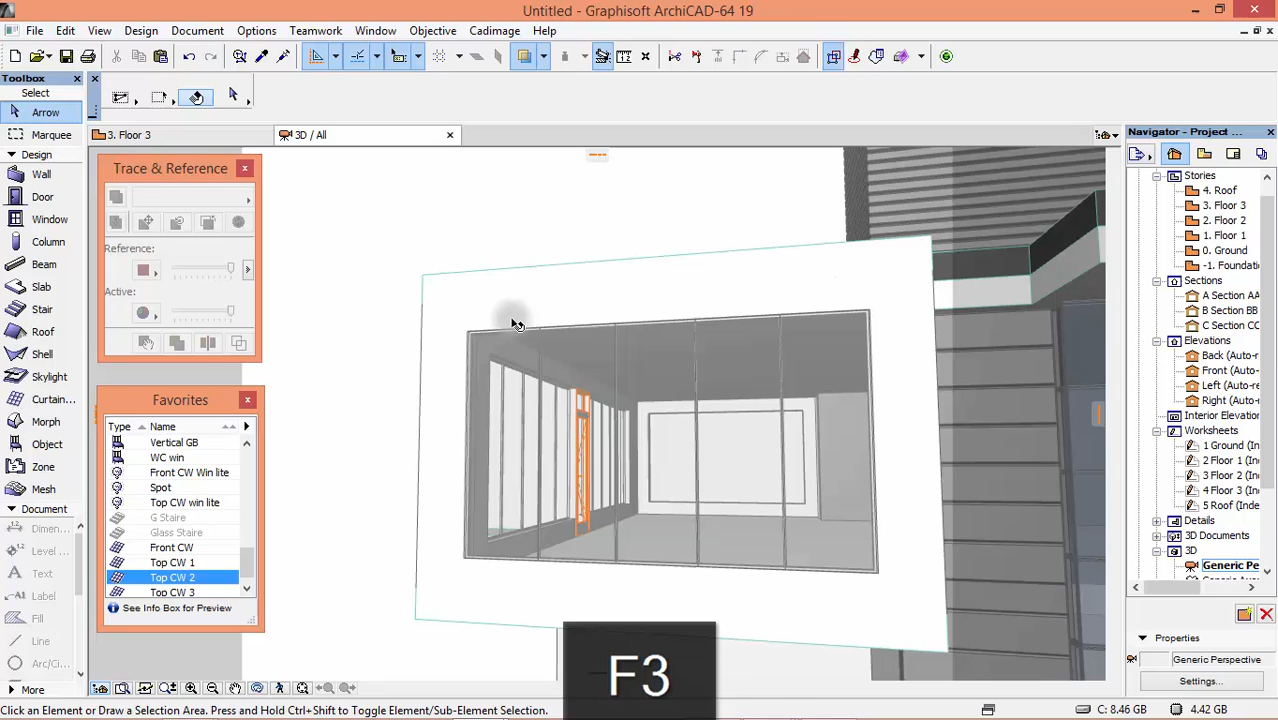 Untitled - Graphisoft ArchiCAD-64 19
File Edit View Design Document Options Teamwork Window Objective Cadimage Help
Toolbox
Select
Arrow
Marquee
Design
Wall
Door
Window
Column
Beam
Slab
Stair
Roof
Shell
Skylight
Curtain...
Morph
Object
Zone
Mesh
Document
Dimen...
Level ...
Text
Label
Fill
Line
Arc/Ci...
More
3. Floor 3
3D / All
Trace & Reference
Reference:
Active:
Favorites
Type Name
Vertical GB
WC win
Front CW Win lite
Spot
Top CW win lite
G Staire
Glass Staire
Front CW
Top CW 1
Top CW 2
Top CW 3
See Info Box for Preview
F3
Navigator - Project ...
Stories
4. Roof
3. Floor 3
2. Floor 2
1. Floor 1
0. Ground
-1. Foundatio
Sections
A Section AA
B Section BB
C Section CC
Elevations
Back (Auto-r
Front (Auto-
Left (Auto-re
Right (Auto-
Interior Elevation
Worksheets
1 Ground (In
2 Floor 1 (Ind
3 Floor 2 (Ind
4 Floor 3 (Ind
5 Roof (Inde
Details
3D Documents
3D
Generic Pe
Properties
Generic Perspective
Settings...
Click an Element or Draw a Selection Area. Press and Hold Ctrl+Shift to Toggle Element/Sub-Element Selection.
C: 8.46 GB
4.42 GB